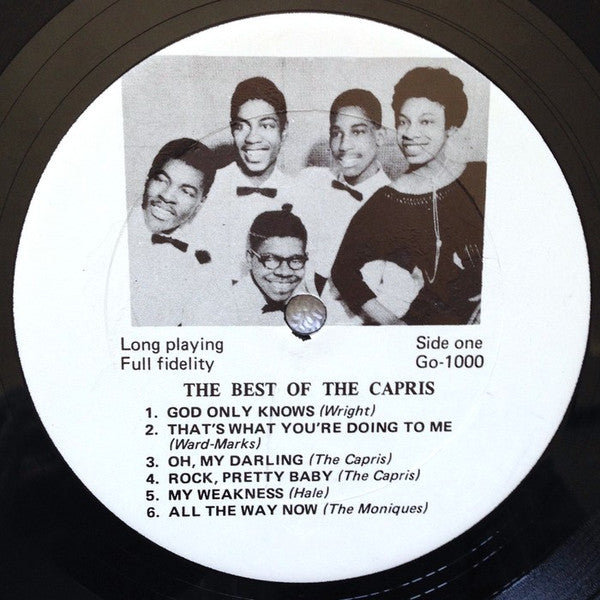 Long playing Side one
Full fidelity Go-1000
THE BEST OF THE CAPRIS
1. GOD ONLY KNOWS (Wright)
2. THAT'S WHAT YOU'RE DOING TO ME
(Ward-Marks)
3. OH, MY DARLING (The Capris)
4. ROCK, PRETTY BABY (The Capris)
5. MY WEAKNESS (Hale)
6. ALL THE WAY NOW (The Moniques)